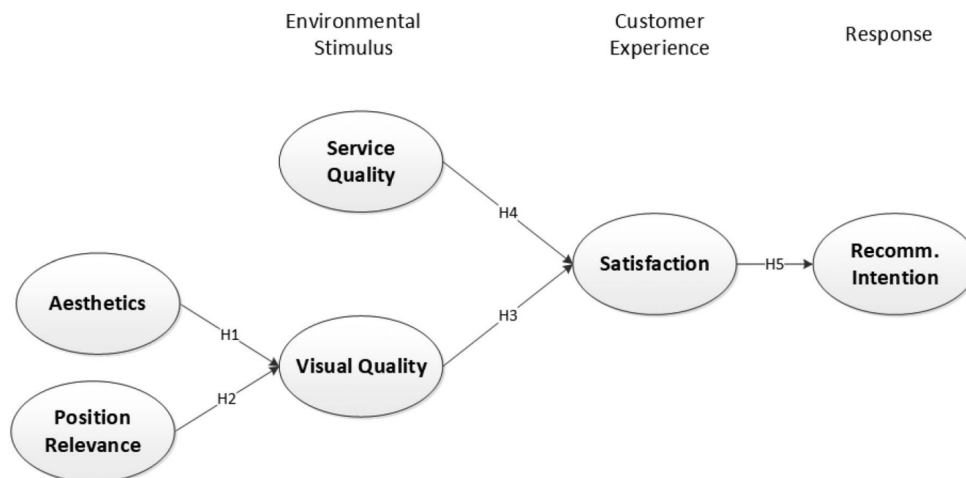 Environmental
Stimulus
Customer
Experience
Response
Service
Quality
H4
Satisfaction
H5
Recomm.
Intention
Aesthetics
H1
H3
Visual Quality
H2
Position
Relevance